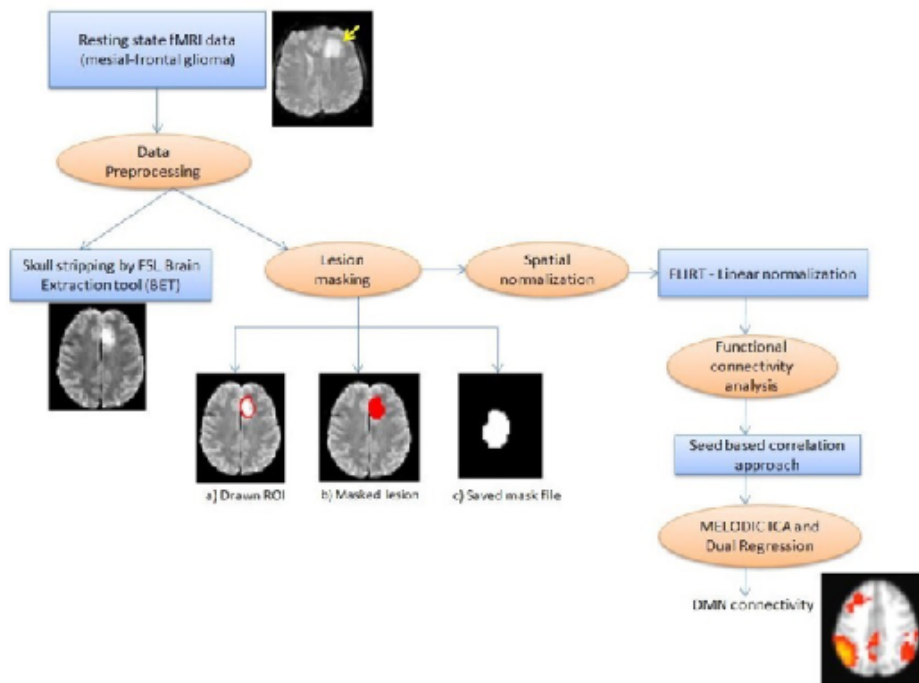 Resting state fMRI data
(mesial-frontal glioma)
Data
Preprocessing
Skull stripping by FSL Brain
Extraction tool (BET)
Lesion
masking
Spatial
normalization
FLIRT - Linear normalization
Functional
connectivity
analysis
Seed based correlation
approach
MELODIC ICA and
Dual Regression
DMN connectivity
a) Drawn ROI
b) Masked lesion
c) Saved mask file